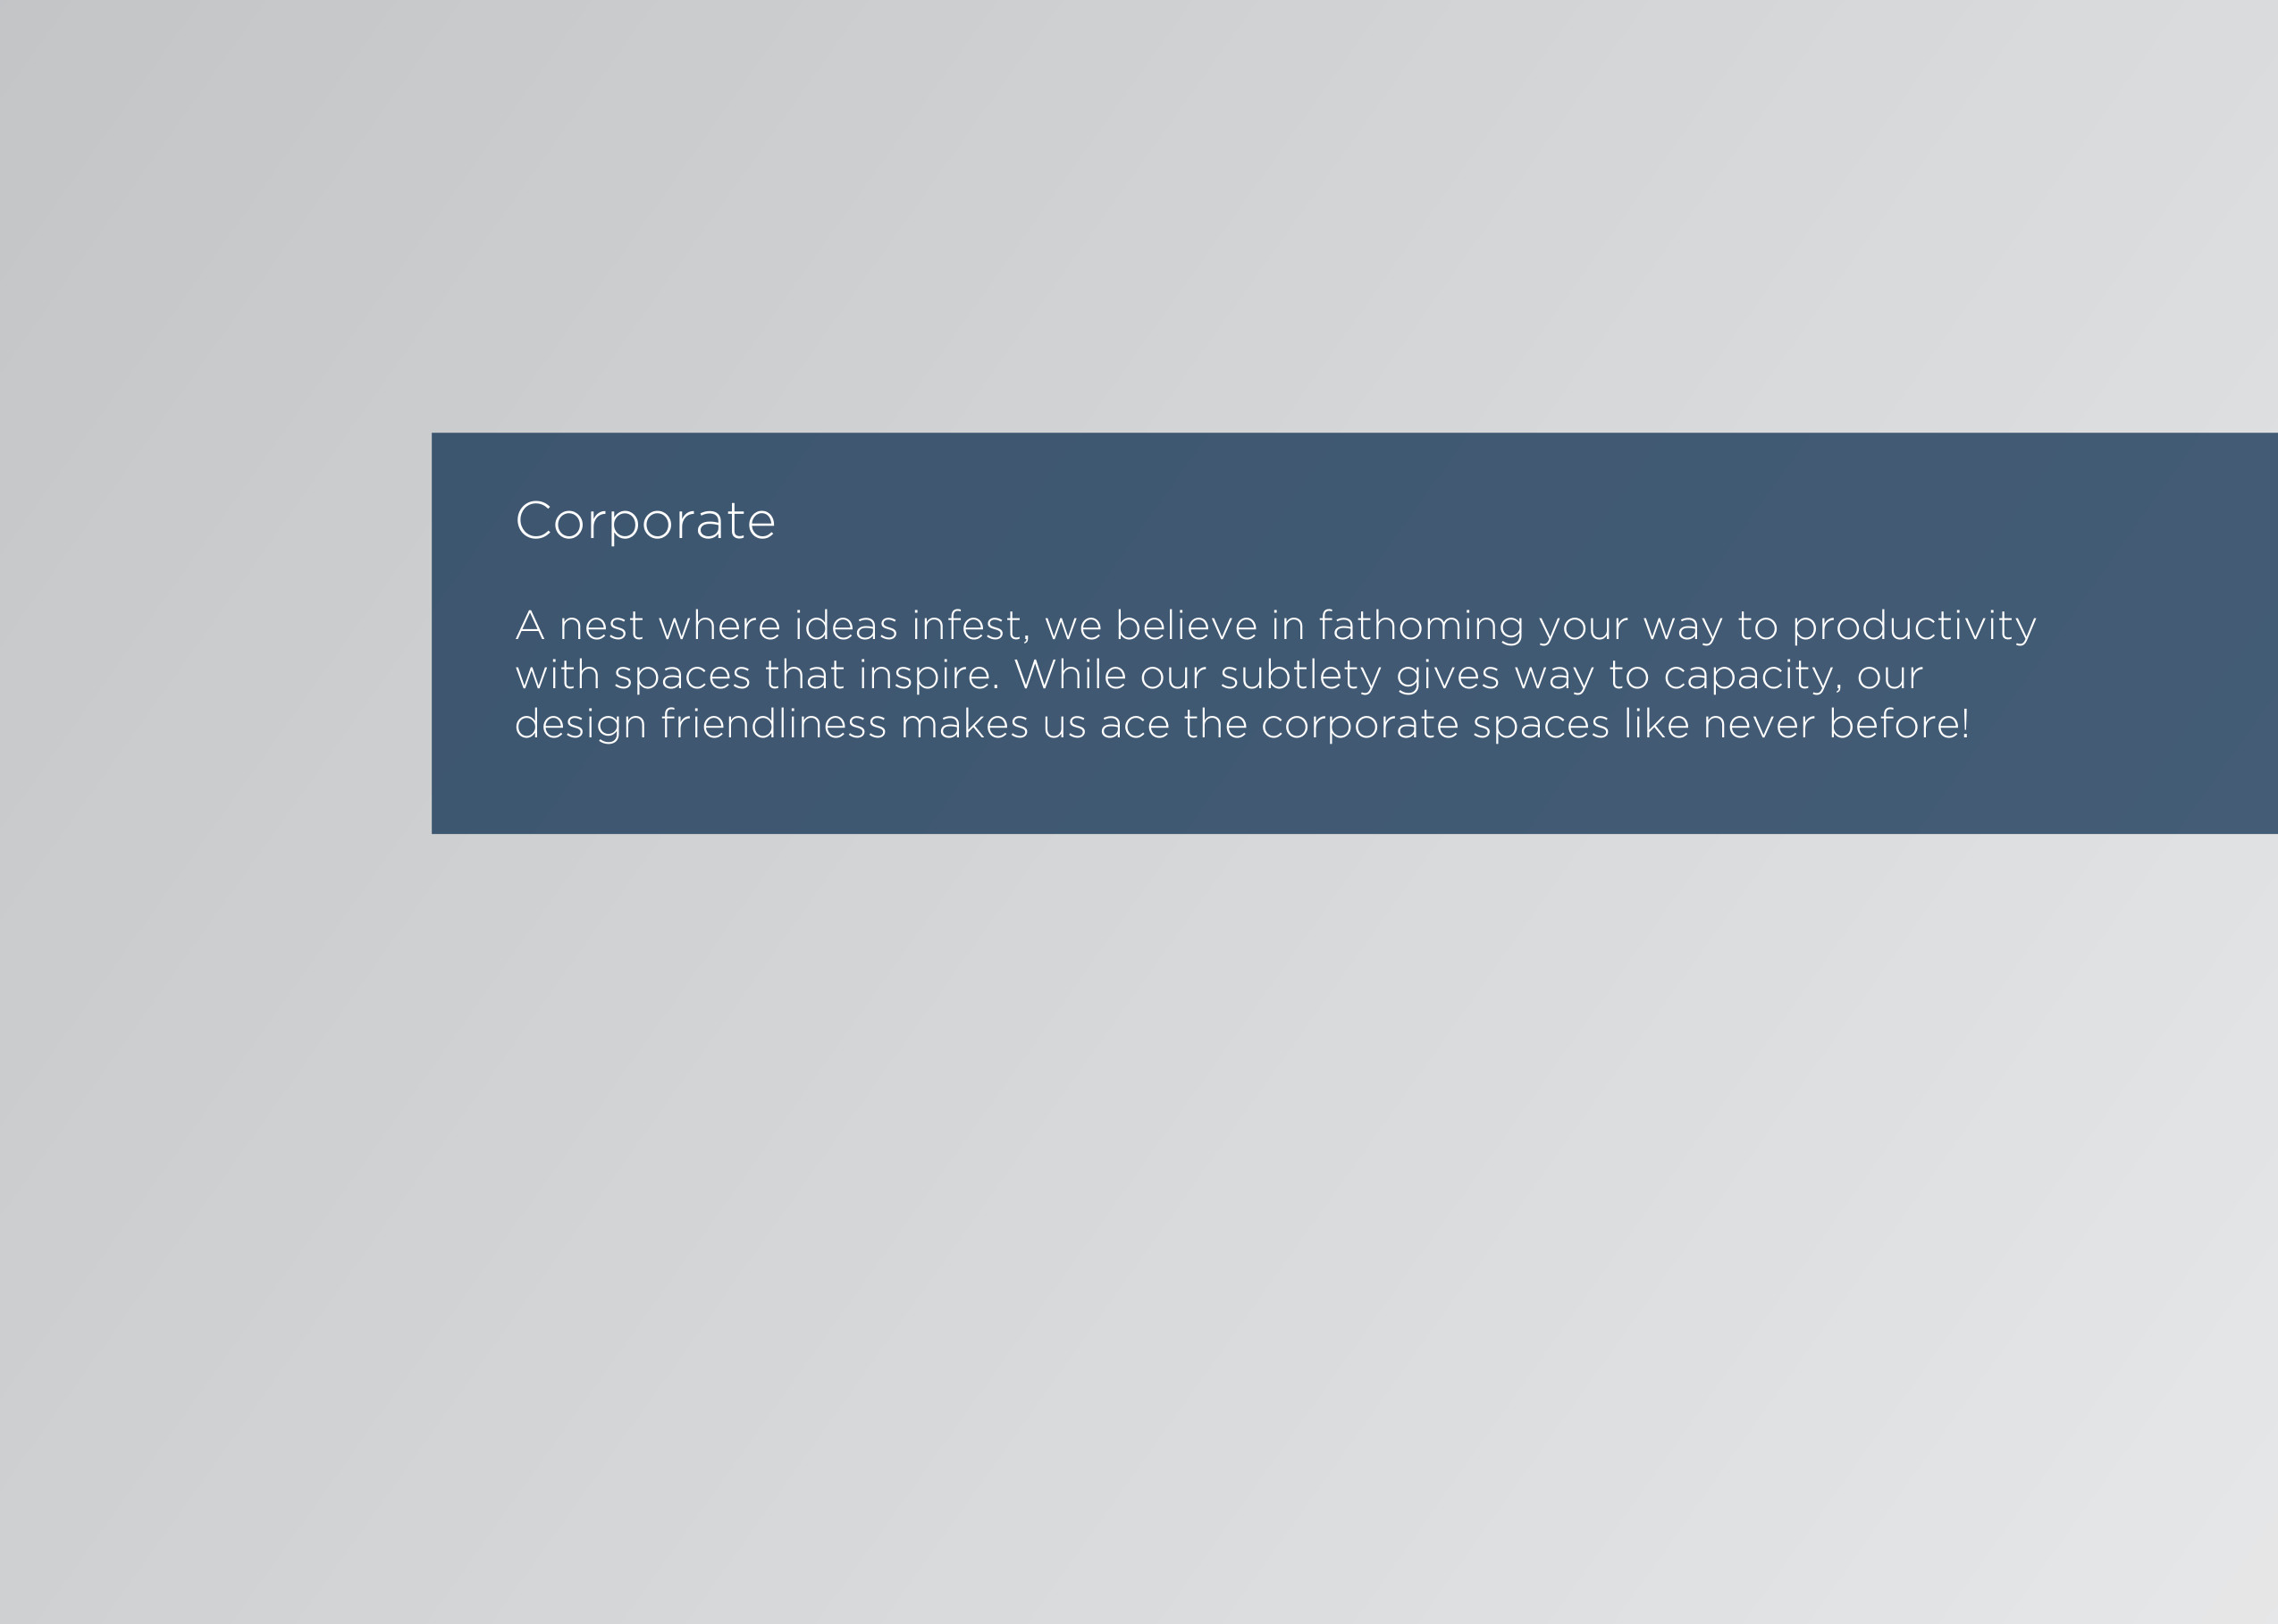 Corporate
A nest where ideas infest, we believe in fathoming your way to productivity
with spaces that inspire. While our subtlety gives way to capacity, our
design friendliness makes us ace the corporate spaces like never before!